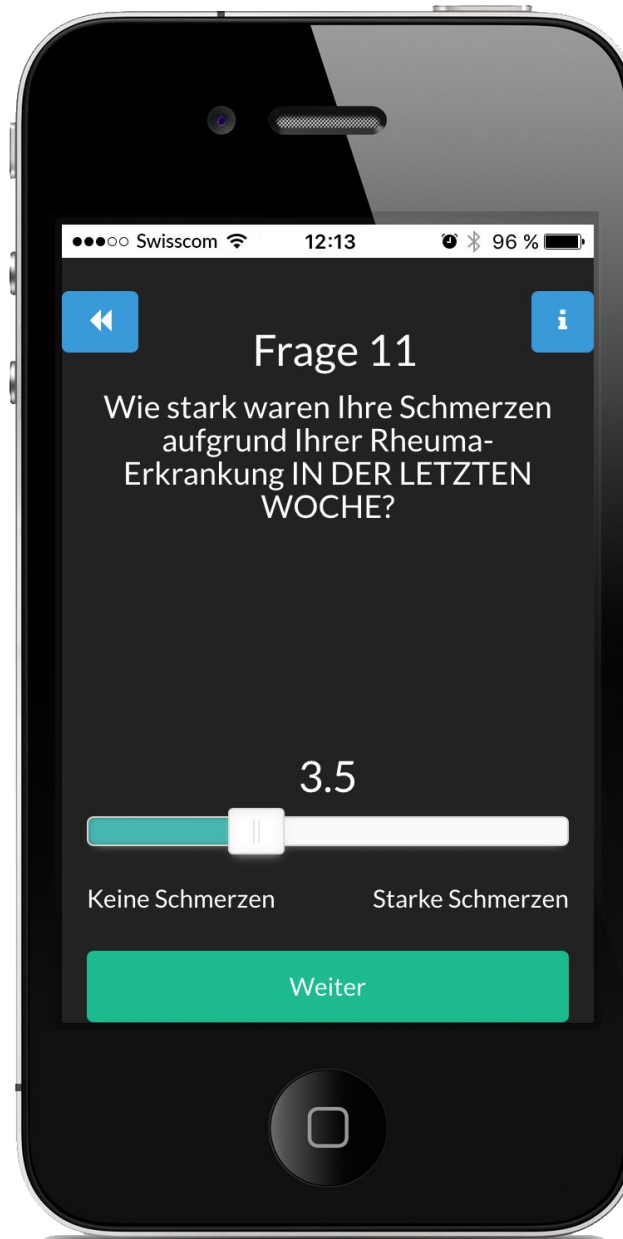 Swisscom 12:13 96 %
Frage 11
Wie stark waren Ihre Schmerzen
aufgrund Ihrer Rheuma-
Erkrankung IN DER LETZTEN
WOCHE?
3.5
Keine Schmerzen Starke Schmerzen
Weiter